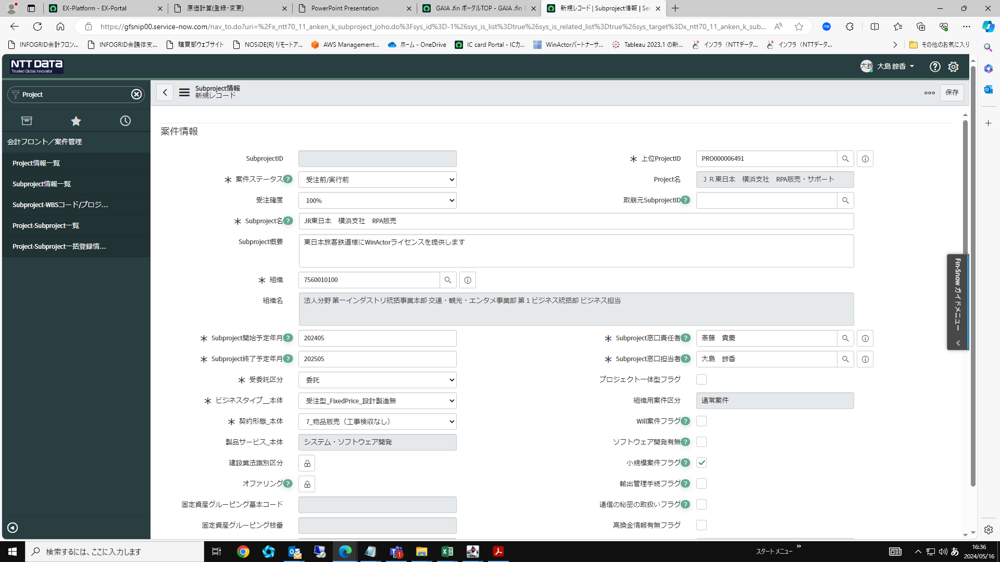 EX-Platform - EX-Portal
原価計算(登録･変更)
PowerPoint Presentation
GAIA .fin ポータルTOP - GAIA .fin
新規レコード | Subproject情報 | Ser
https://gfsnip00.service-now.com/nav_to.do?uri=%2Fx_ntt70_11_anken_k_subproject_joho.do%3Fsys_id%3D-1%26sys_is_list%3Dtrue%26sys_is_related_list%3Dtrue%26sys_target%3Dx_ntt70_11_anken_k_sub...
INFOGRID会計フロン...
INFOGRID会議体支...
購買部ウェブサイト
NOSiDE(R) リモートア...
AWS Management...
ホーム - OneDrive
IC card Portal - ICカ...
WinActorパートナーサ...
Tableau 2023.1 の新...
インフラ（NTTデータ...
インフラ（NTTデータ...
その他のお気に入り
NTT DATA
Trusted Global Innovator
大鈴
大島 鈴香
Project
会計フロント／案件管理
Project情報一覧
Subproject情報一覧
Subproject-WBSコード/プロジ...
Project-Subproject一覧
Project-Subproject一括登録情...
Subproject情報
新規レコード
保存
案件情報
SubprojectID
上位ProjectID
PRO000006491
案件ステータス
受注前/実行前
Project名
ＪＲ東日本　横浜支社　RPA販売・サポート
受注確度
100%
取崩元SubprojectID
Subproject名
JR東日本　横浜支社　RPA販売
Subproject概要
東日本旅客鉄道様にWinActorライセンスを提供します
組織
7560010100
組織名
法人分野 第一インダストリ統括事業本部 交通・観光・エンタメ事業部 第１ビジネス統括部 ビジネス担当
Subproject開始予定年月
202405
Subproject窓口責任者
斎藤　貴慶
Subproject終了予定年月
202505
Subproject窓口担当者
大島　鈴香
受委託区分
委託
プロジェクト一体型フラグ
ビジネスタイプ＿本体
受注型_FixedPrice_設計製造無
組織用案件区分
通常案件
契約形態_本体
7_物品販売（工事検収なし）
Will案件フラグ
製品サービス_本体
システム・ソフトウェア開発
ソフトウェア開発有無
建設業法識別区分
小規模案件フラグ
オファリング
輸出管理手続フラグ
固定資産グルーピング基本コード
通信の秘密の取扱いフラグ
固定資産グルーピング枝番
高換金情報有無フラグ
Fin-Snow ガイドメニュー
検索するには、ここに入力します
スタート メニュー
あ
16:36
2024/05/16